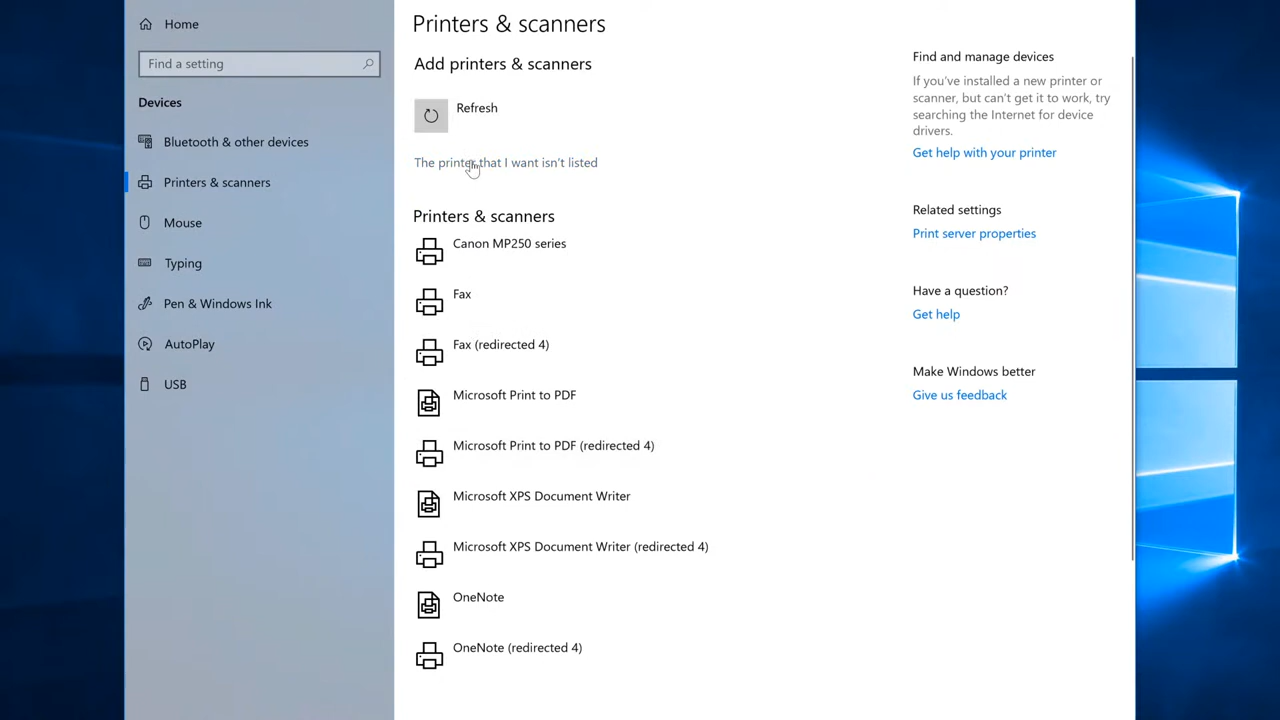 Home
Find a setting
Devices
Bluetooth & other devices
Printers & scanners
Mouse
Typing
Pen & Windows Ink
AutoPlay
USB
Printers & scanners
Add printers & scanners
Refresh
The printer that I want isn't listed
Printers & scanners
Canon MP250 series
Fax
Fax (redirected 4)
Microsoft Print to PDF
Microsoft Print to PDF (redirected 4)
Microsoft XPS Document Writer
Microsoft XPS Document Writer (redirected 4)
OneNote
OneNote (redirected 4)
Find and manage devices
If you've installed a new printer or
scanner, but can't get it to work, try
searching the Internet for device
drivers.
Get help with your printer
Related settings
Print server properties
Have a question?
Get help
Make Windows better
Give us feedback